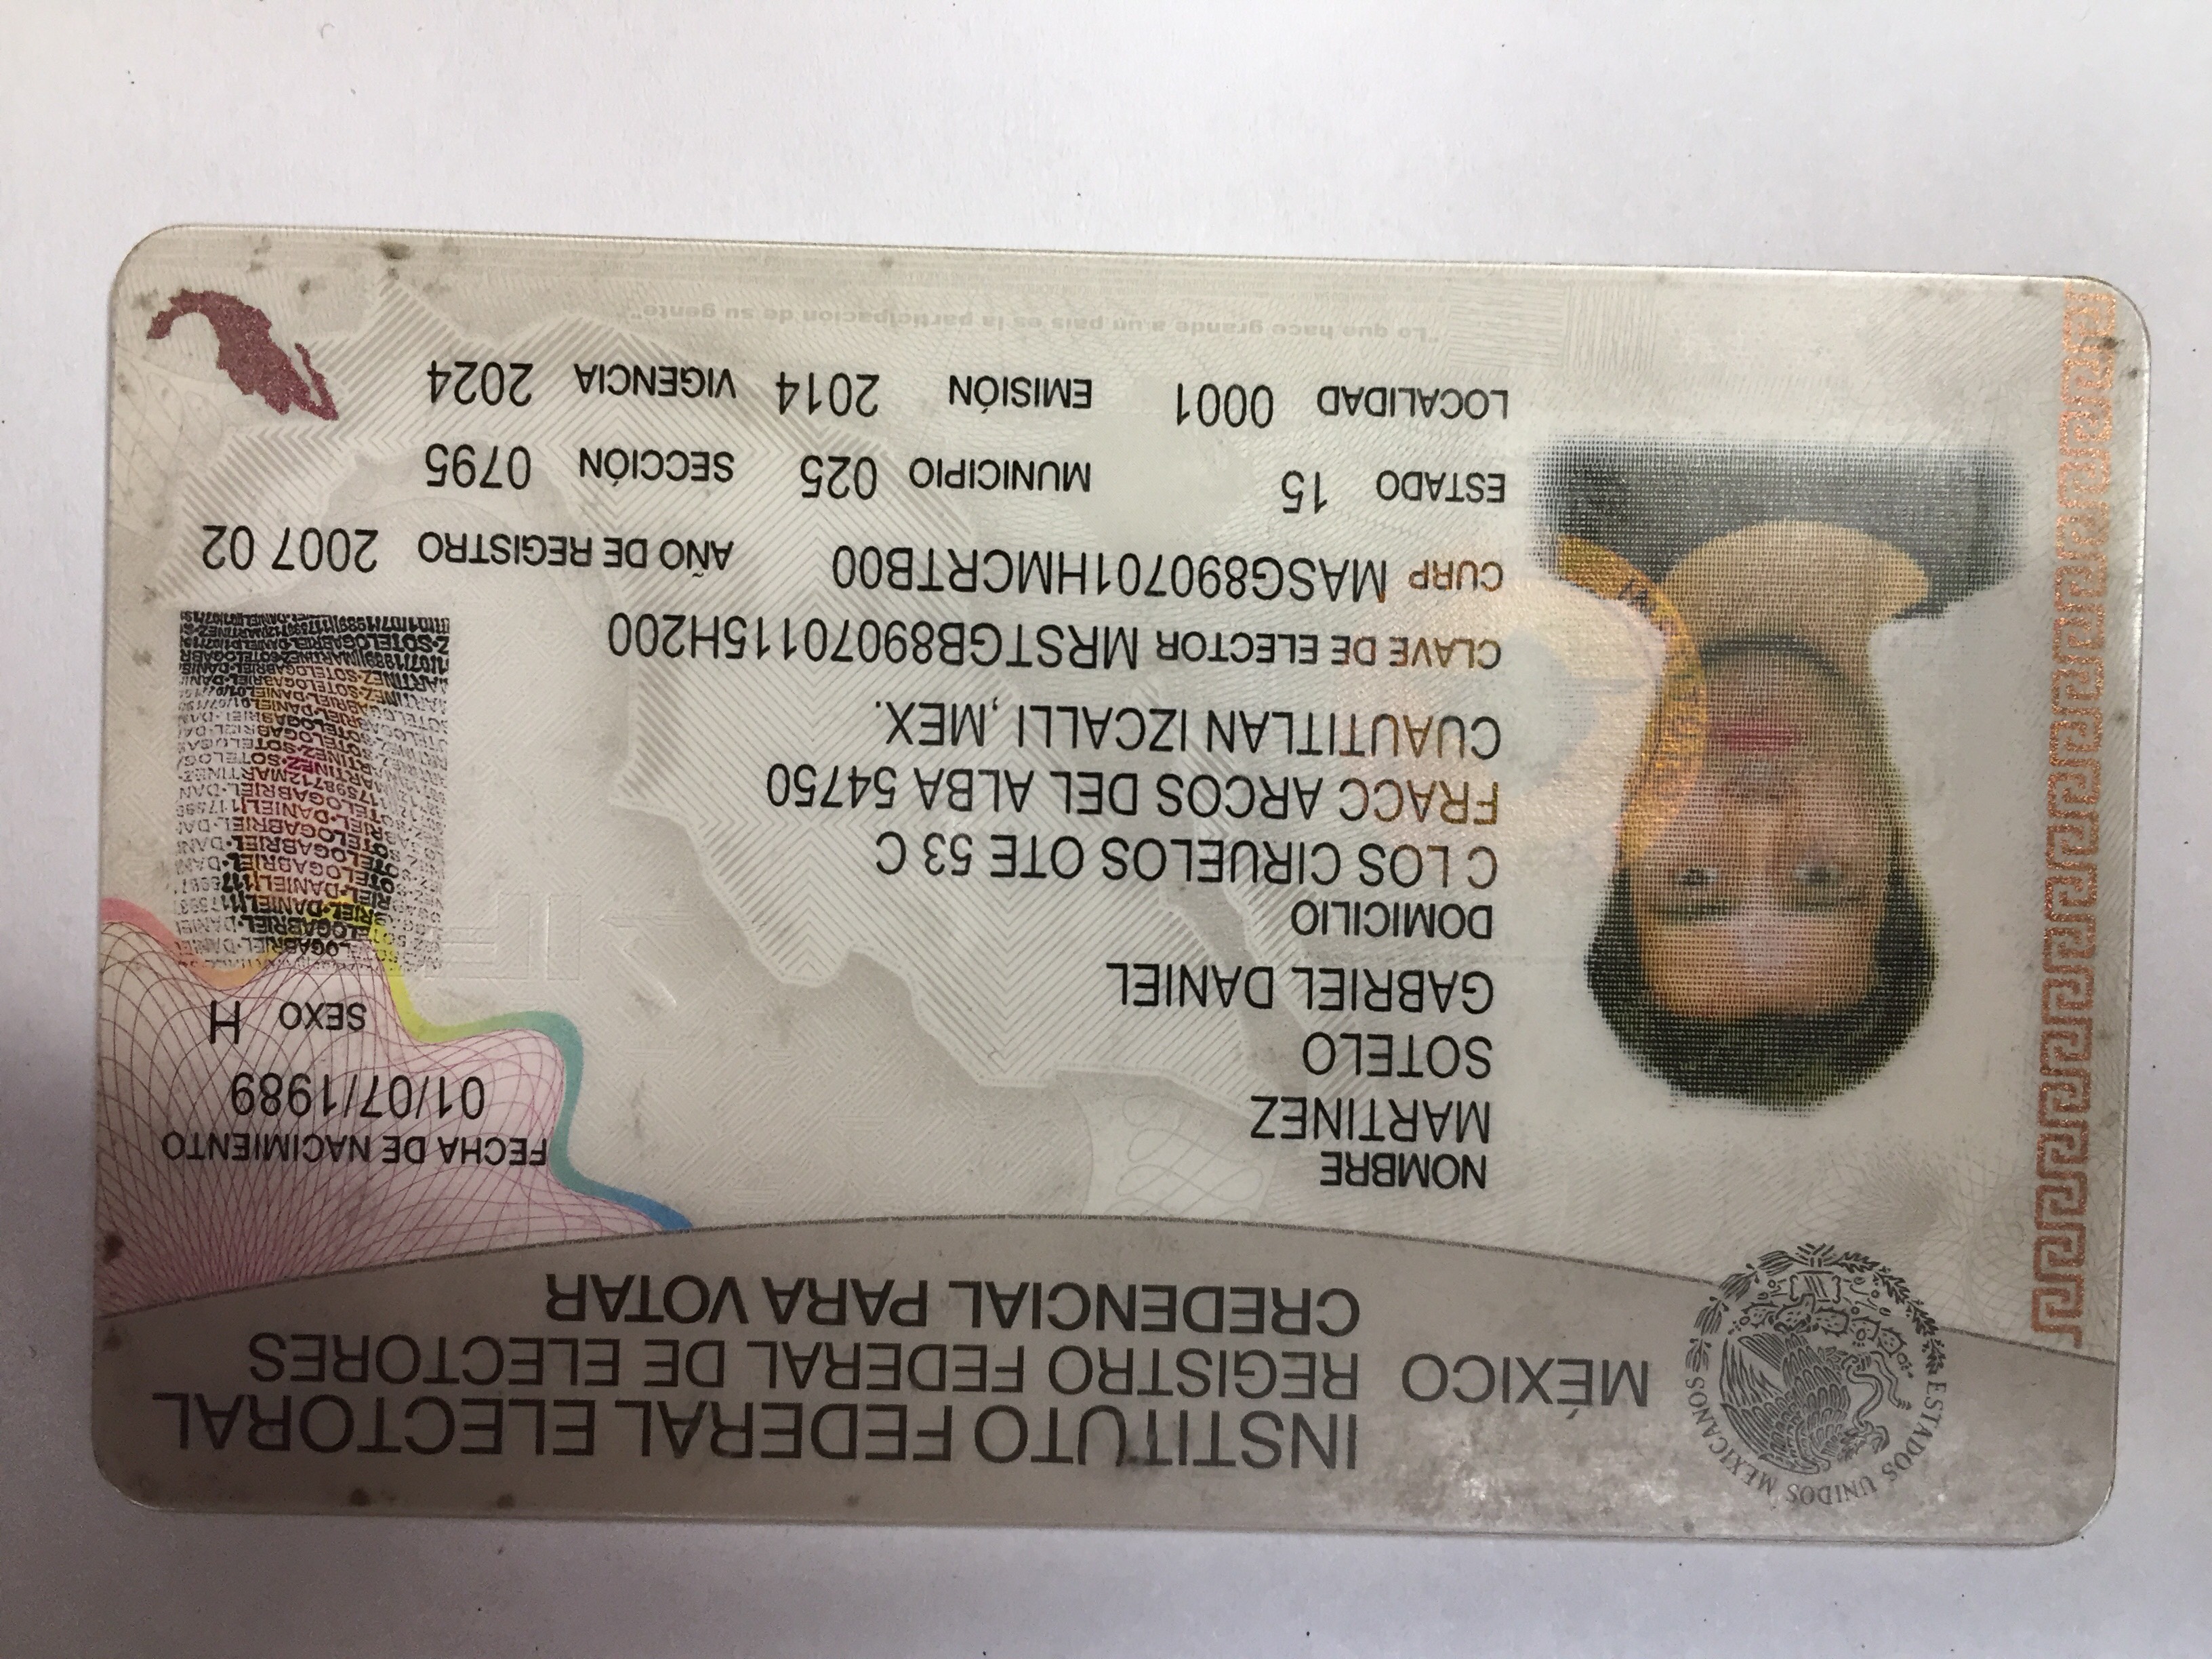 MÉXICO
INSTITUTO FEDERAL ELECTORAL
REGISTRO FEDERAL DE ELECTORES
CREDENCIAL PARA VOTAR
ESTADOS UNIDOS MEXICANOS
NOMBRE
MARTINEZ
SOTELO
GABRIEL DANIEL
FECHA DE NACIMIENTO
01/07/1989
SEXO H
DOMICILIO
C LOS CIRUELOS OTE 53 C
FRACC ARCOS DEL ALBA 54750
CUAUTITLAN IZCALLI, MEX.
CLAVE DE ELECTOR MRSTGB89070115H200
CURP MASG890701HMCRTB00 AÑO DE REGISTRO 2007 02
ESTADO 15 MUNICIPIO 025 SECCIÓN 0795
LOCALIDAD 0001 EMISIÓN 2014 VIGENCIA 2024
"Lo que hace grande a un país es la participación de su gente"